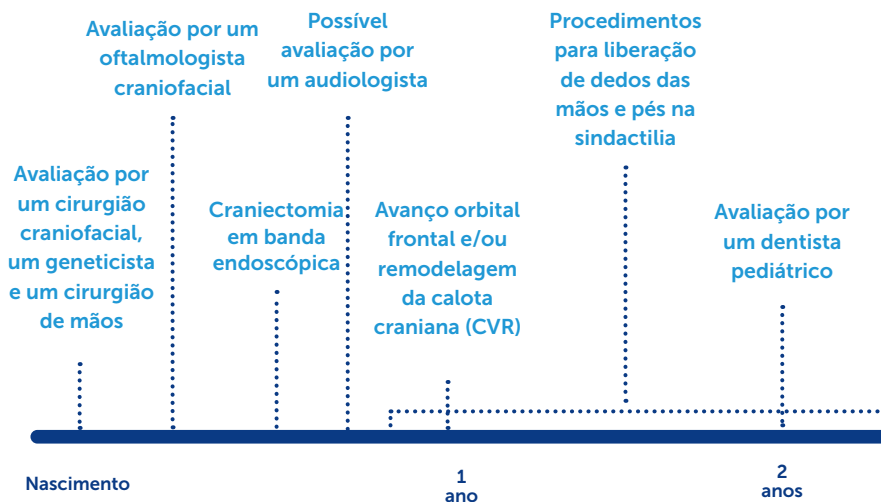 Avaliação por
um cirurgião
craniofacial,
um geneticista
e um cirurgião
de mãos
Avaliação por um
oftalmologista
craniofacial
Craniectomia
em banda
endoscópica
Possível
avaliação por
um audiologista
Avanço orbital
frontal e/ou
remodelagem
da calota
craniana (CVR)
Procedimentos
para liberação
de dedos das
mãos e pés na
sindactilia
Avaliação por
um dentista
pediátrico
Nascimento
1
ano
2
anos